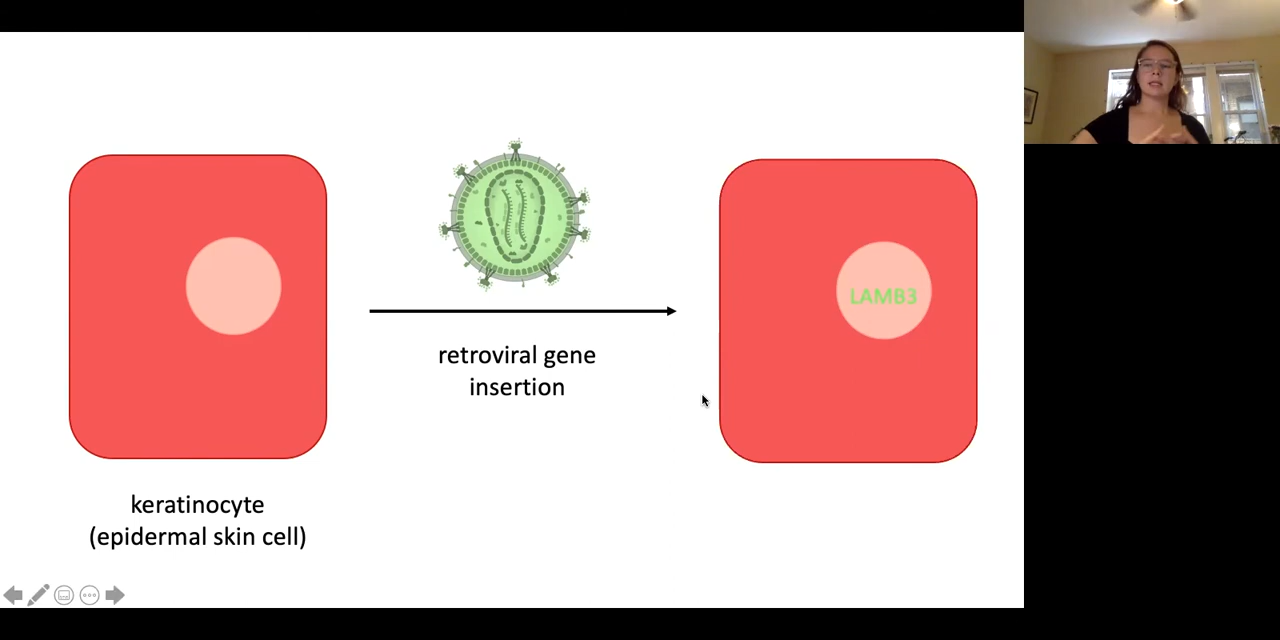 LAMB3
retroviral gene
insertion
keratinocyte
(epidermal skin cell)